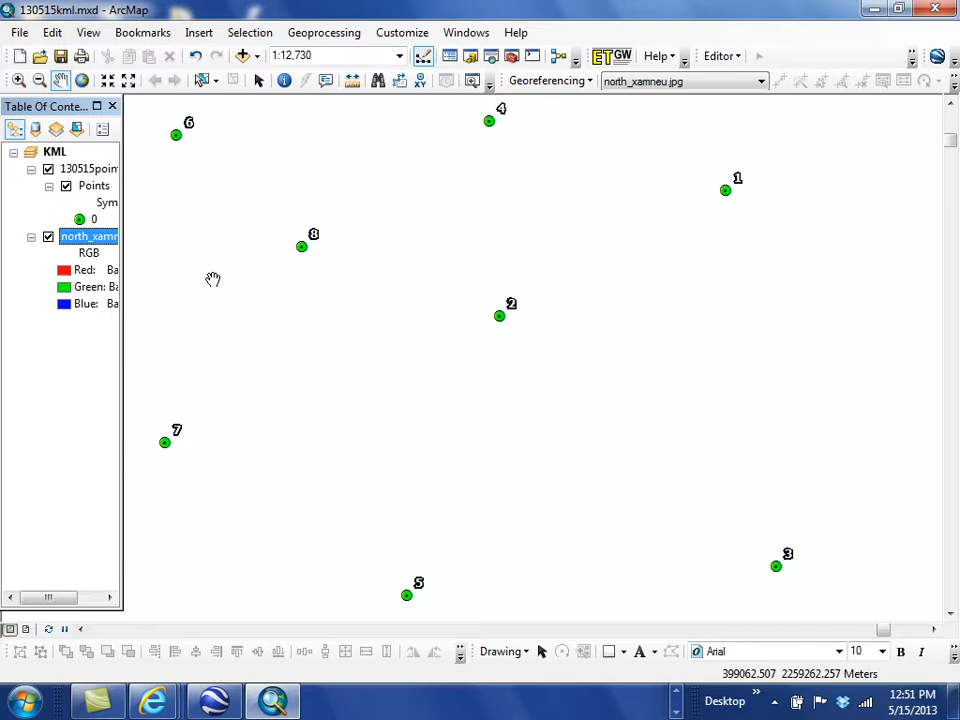 130515kml.mxd - ArcMap
File Edit View Bookmarks Insert Selection Geoprocessing Customize Windows Help
1:12,730 ET GW Help Editor
Georeferencing north_xamneu.jpg
Table Of Conte...
KML
130515poin
Points
Sym
0
north_xamn
RGB
Red: Ba
Green: Ba
Blue: Ba
6
4
1
8
2
7
3
5
Drawing A Arial 10 B I
399062.507 2259262.257 Meters
Desktop 12:51 PM
5/15/2013